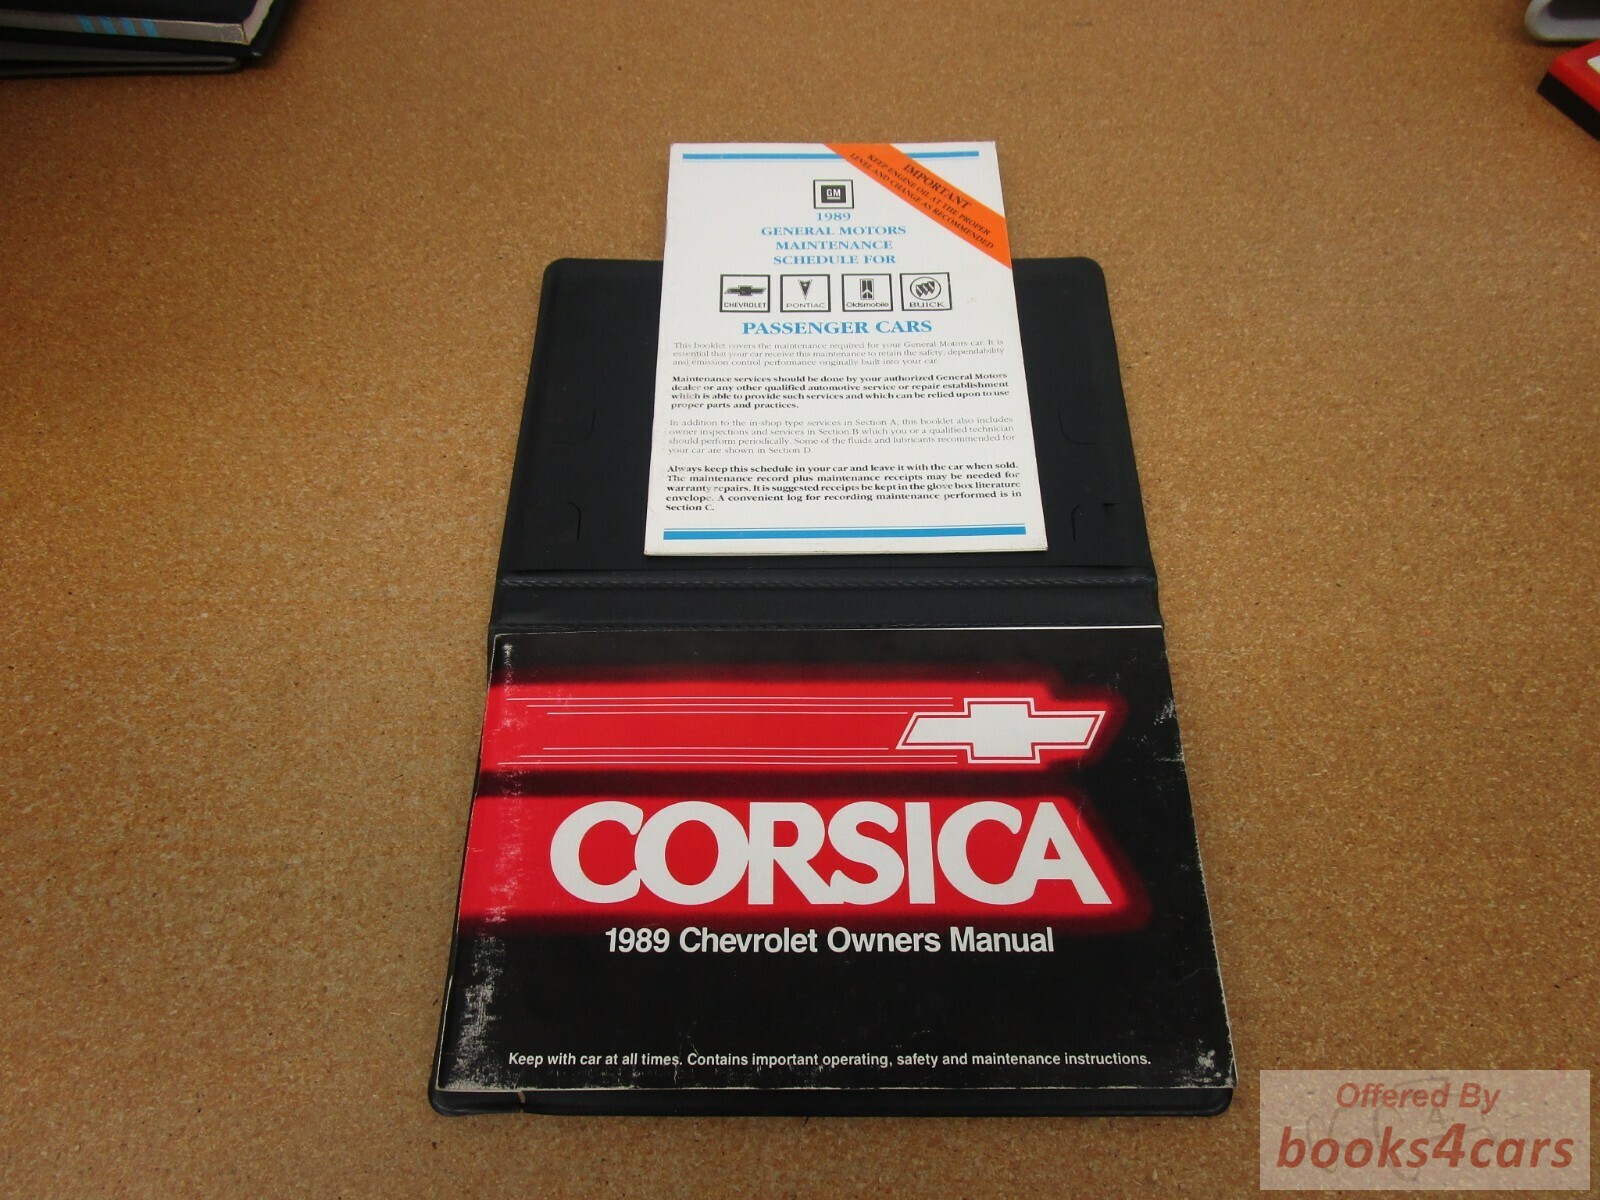 IMPORTANT
KEEP ENGINE OIL AT THE PROPER
LEVEL AND CHANGE AS RECOMMENDED
GM
1989
GENERAL MOTORS
MAINTENANCE
SCHEDULE FOR
CHEVROLET PONTIAC Oldsmobile BUICK
PASSENGER CARS
This booklet covers the maintenance required for your General Motors car. It is
essential that your car receive this maintenance to retain the safety, dependability
and emission control performance originally built into your car.
Maintenance services should be done by your authorized General Motors
dealer or any other qualified automotive service or repair establishment
which is able to provide such services and which can be relied upon to use
proper parts and practices.
In addition to the in-shop type services in Section A, this booklet also includes
owner inspections and services in Section B which you or a qualified technician
should perform periodically. Some of the fluids and lubricants recommended for
your car are shown in Section D.
Always keep this schedule in your car and leave it with the car when sold.
The maintenance record plus maintenance receipts may be needed for
warranty repairs. It is suggested receipts be kept in the glove box literature
envelope. A convenient log for recording maintenance performed is in
Section C.
CORSICA
1989 Chevrolet Owners Manual
Keep with car at all times. Contains important operating, safety and maintenance instructions.
Offered By
books4cars